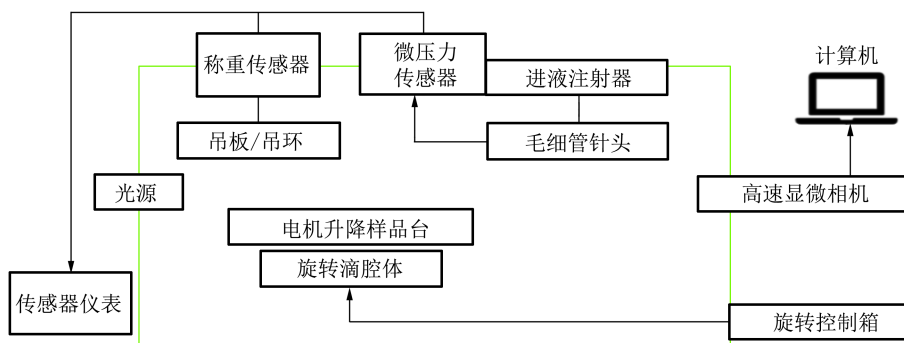 称重传感器
微压力
传感器
进液注射器
计算机
吊板/吊环
毛细管针头
光源
高速显微相机
电机升降样品台
旋转滴腔体
传感器仪表
旋转控制箱